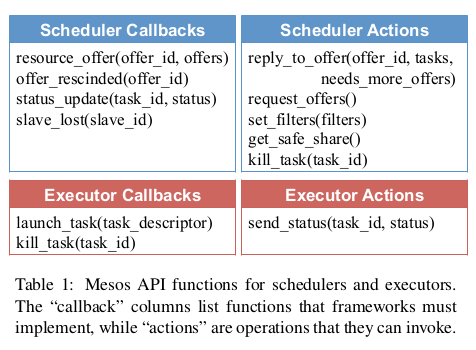 Scheduler Callbacks
resource_offer(offer_id, offers)
offer_rescinded(offer_id)
status_update(task_id, status)
slave_lost(slave_id)
Scheduler Actions
reply_to_offer(offer_id, tasks,
needs_more_offers)
request_offers()
set_filters(filters)
get_safe_share()
kill_task(task_id)
Executor Callbacks
launch_task(task_descriptor)
kill_task(task_id)
Executor Actions
send_status(task_id, status)
Table 1: Mesos API functions for schedulers and executors.
The “callback” columns list functions that frameworks must
implement, while “actions” are operations that they can invoke.